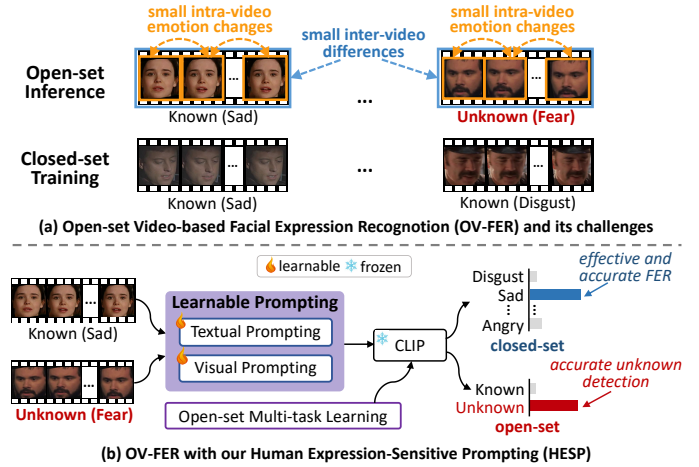 small intra-video
emotion changes
small inter-video
differences
small intra-video
emotion changes
Open-set
Inference
...
...
...
Known (Sad)
Unknown (Fear)
Closed-set
Training
...
...
...
Known (Sad)
Known (Disgust)
(a) Open-set Video-based Facial Expression Recognotion (OV-FER) and its challenges
learnable frozen
...
Known (Sad)
...
Unknown (Fear)
Learnable Prompting
Textual Prompting
Visual Prompting
Open-set Multi-task Learning
CLIP
Disgust
Sad
Angry
closed-set
effective and
accurate FER
Known
Unknown
open-set
accurate unknown
detection
(b) OV-FER with our Human Expression-Sensitive Prompting (HESP)